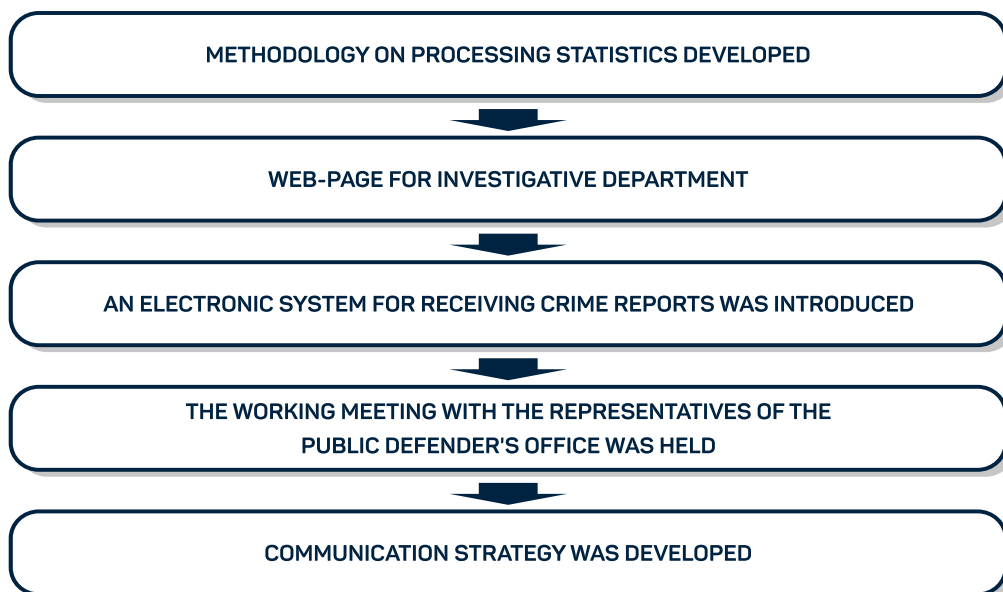 METHODOLOGY ON PROCESSING STATISTICS DEVELOPED
WEB-PAGE FOR INVESTIGATIVE DEPARTMENT
AN ELECTRONIC SYSTEM FOR RECEIVING CRIME REPORTS WAS INTRODUCED
THE WORKING MEETING WITH THE REPRESENTATIVES OF THE
PUBLIC DEFENDER'S OFFICE WAS HELD
COMMUNICATION STRATEGY WAS DEVELOPED